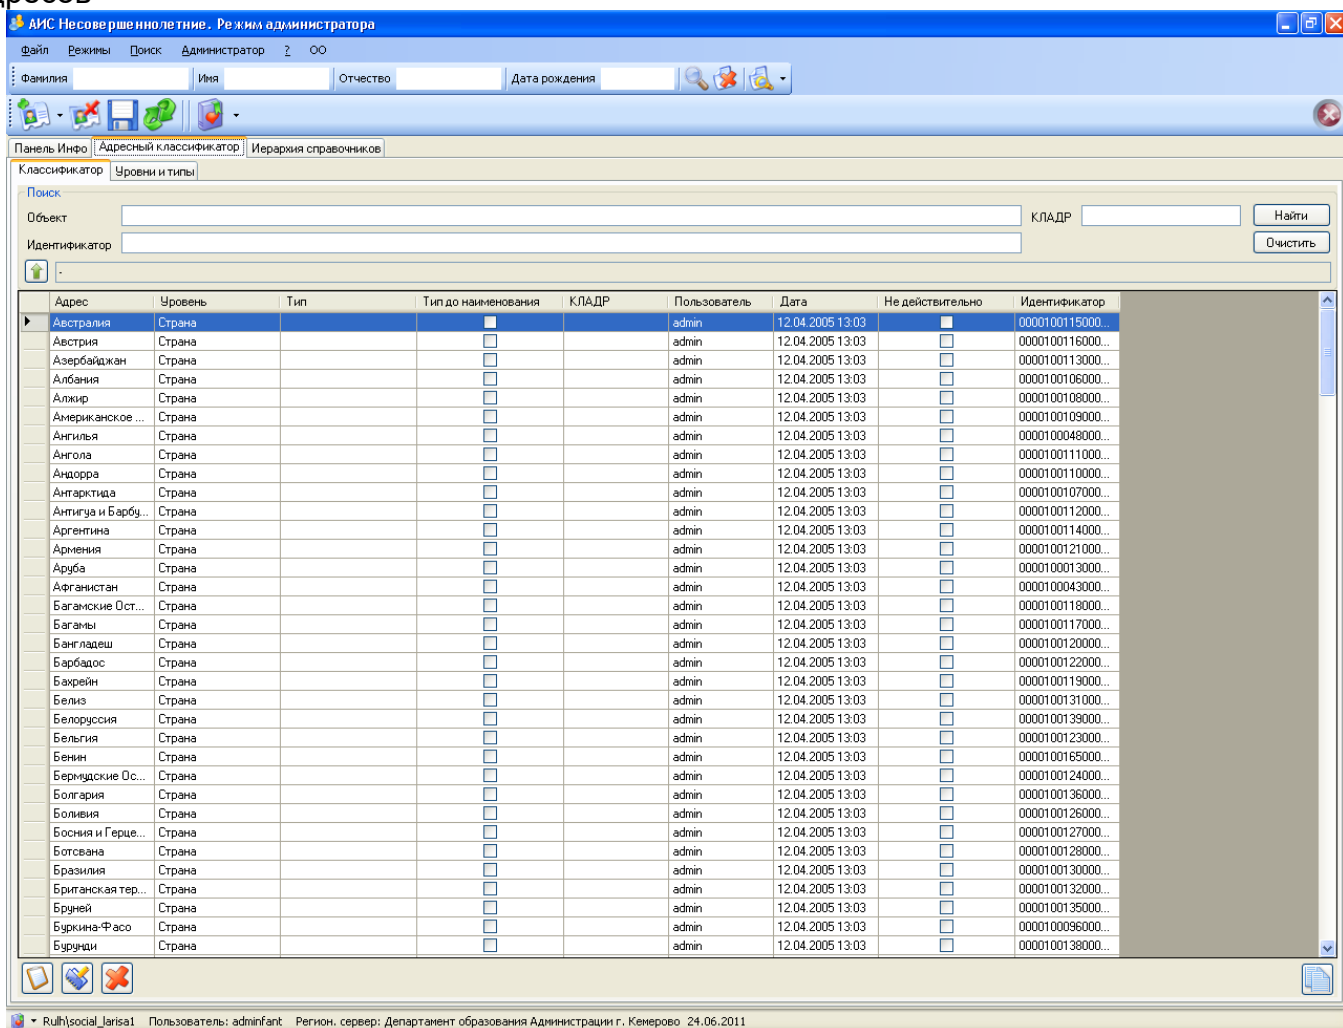 дресов
АИС Несовершеннолетние. Режим администратора
Файл Режимы Поиск Администратор ? ОО
Фамилия Имя Отчество Дата рождения
Панель Инфо Адресный классификатор Иерархия справочников
Классификатор Уровни и типы
Поиск
Объект КЛАДР Найти
Идентификатор Очистить
-
Адрес Уровень Тип Тип до наименования КЛАДР Пользователь Дата Не действительно Идентификатор
Австралия Страна admin 12.04.2005 13:03 0000100115000...
Австрия Страна admin 12.04.2005 13:03 0000100116000...
Азербайджан Страна admin 12.04.2005 13:03 0000100113000...
Албания Страна admin 12.04.2005 13:03 0000100106000...
Алжир Страна admin 12.04.2005 13:03 0000100108000...
Американское ... Страна admin 12.04.2005 13:03 0000100109000...
Ангилья Страна admin 12.04.2005 13:03 0000100048000...
Ангола Страна admin 12.04.2005 13:03 0000100111000...
Андорра Страна admin 12.04.2005 13:03 0000100110000...
Антарктида Страна admin 12.04.2005 13:03 0000100107000...
Антигуа и Барбу... Страна admin 12.04.2005 13:03 0000100112000...
Аргентина Страна admin 12.04.2005 13:03 0000100114000...
Армения Страна admin 12.04.2005 13:03 0000100121000...
Аруба Страна admin 12.04.2005 13:03 0000100013000...
Афганистан Страна admin 12.04.2005 13:03 0000100043000...
Багамские Ост... Страна admin 12.04.2005 13:03 0000100118000...
Багамы Страна admin 12.04.2005 13:03 0000100117000...
Бангладеш Страна admin 12.04.2005 13:03 0000100120000...
Барбадос Страна admin 12.04.2005 13:03 0000100122000...
Бахрейн Страна admin 12.04.2005 13:03 0000100119000...
Белиз Страна admin 12.04.2005 13:03 0000100131000...
Белоруссия Страна admin 12.04.2005 13:03 0000100139000...
Бельгия Страна admin 12.04.2005 13:03 0000100123000...
Бенин Страна admin 12.04.2005 13:03 0000100165000...
Бермудские Ос... Страна admin 12.04.2005 13:03 0000100124000...
Болгария Страна admin 12.04.2005 13:03 0000100136000...
Боливия Страна admin 12.04.2005 13:03 0000100126000...
Босния и Герце... Страна admin 12.04.2005 13:03 0000100127000...
Ботсвана Страна admin 12.04.2005 13:03 0000100128000...
Бразилия Страна admin 12.04.2005 13:03 0000100130000...
Британская тер... Страна admin 12.04.2005 13:03 0000100132000...
Бруней Страна admin 12.04.2005 13:03 0000100135000...
Буркина-Фасо Страна admin 12.04.2005 13:03 0000100096000...
Бурунди Страна admin 12.04.2005 13:03 0000100138000...
Rulh\social_larisa1 Пользователь: adminfant Регион. сервер: Департамент образования Администрации г. Кемерово 24.06.2011